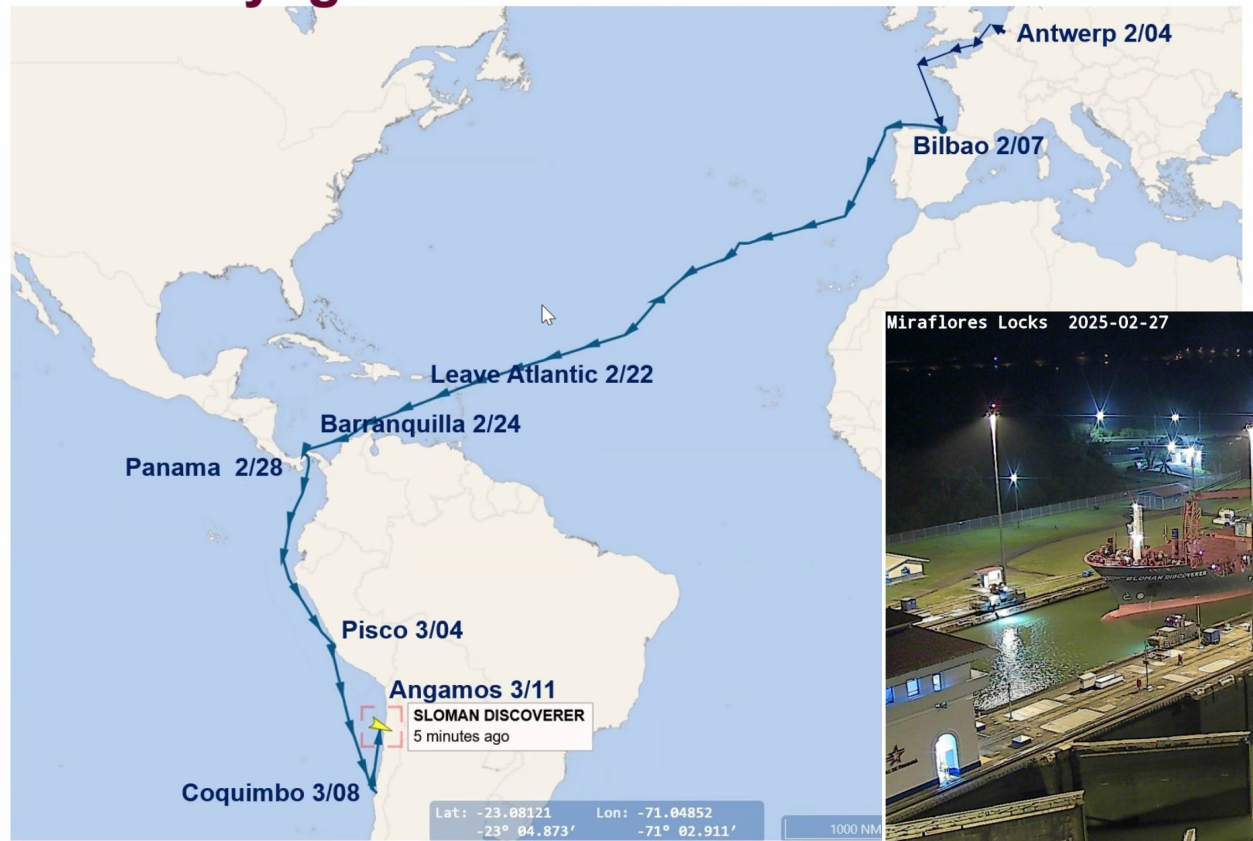 Antwerp 2/04
Bilbao 2/07
Miraflores Locks 2025-02-27
Leave Atlantic 2/22
Barranquilla 2/24
Panama 2/28
SLOMAN DISCOVERER
Pisco 3/04
Angamos 3/11
SLOMAN DISCOVERER
5 minutes ago
Coquimbo 3/08
Lat: -23.08121 Lon: -71.04852
-23° 04.873′ -71° 02.911′
1000 NM